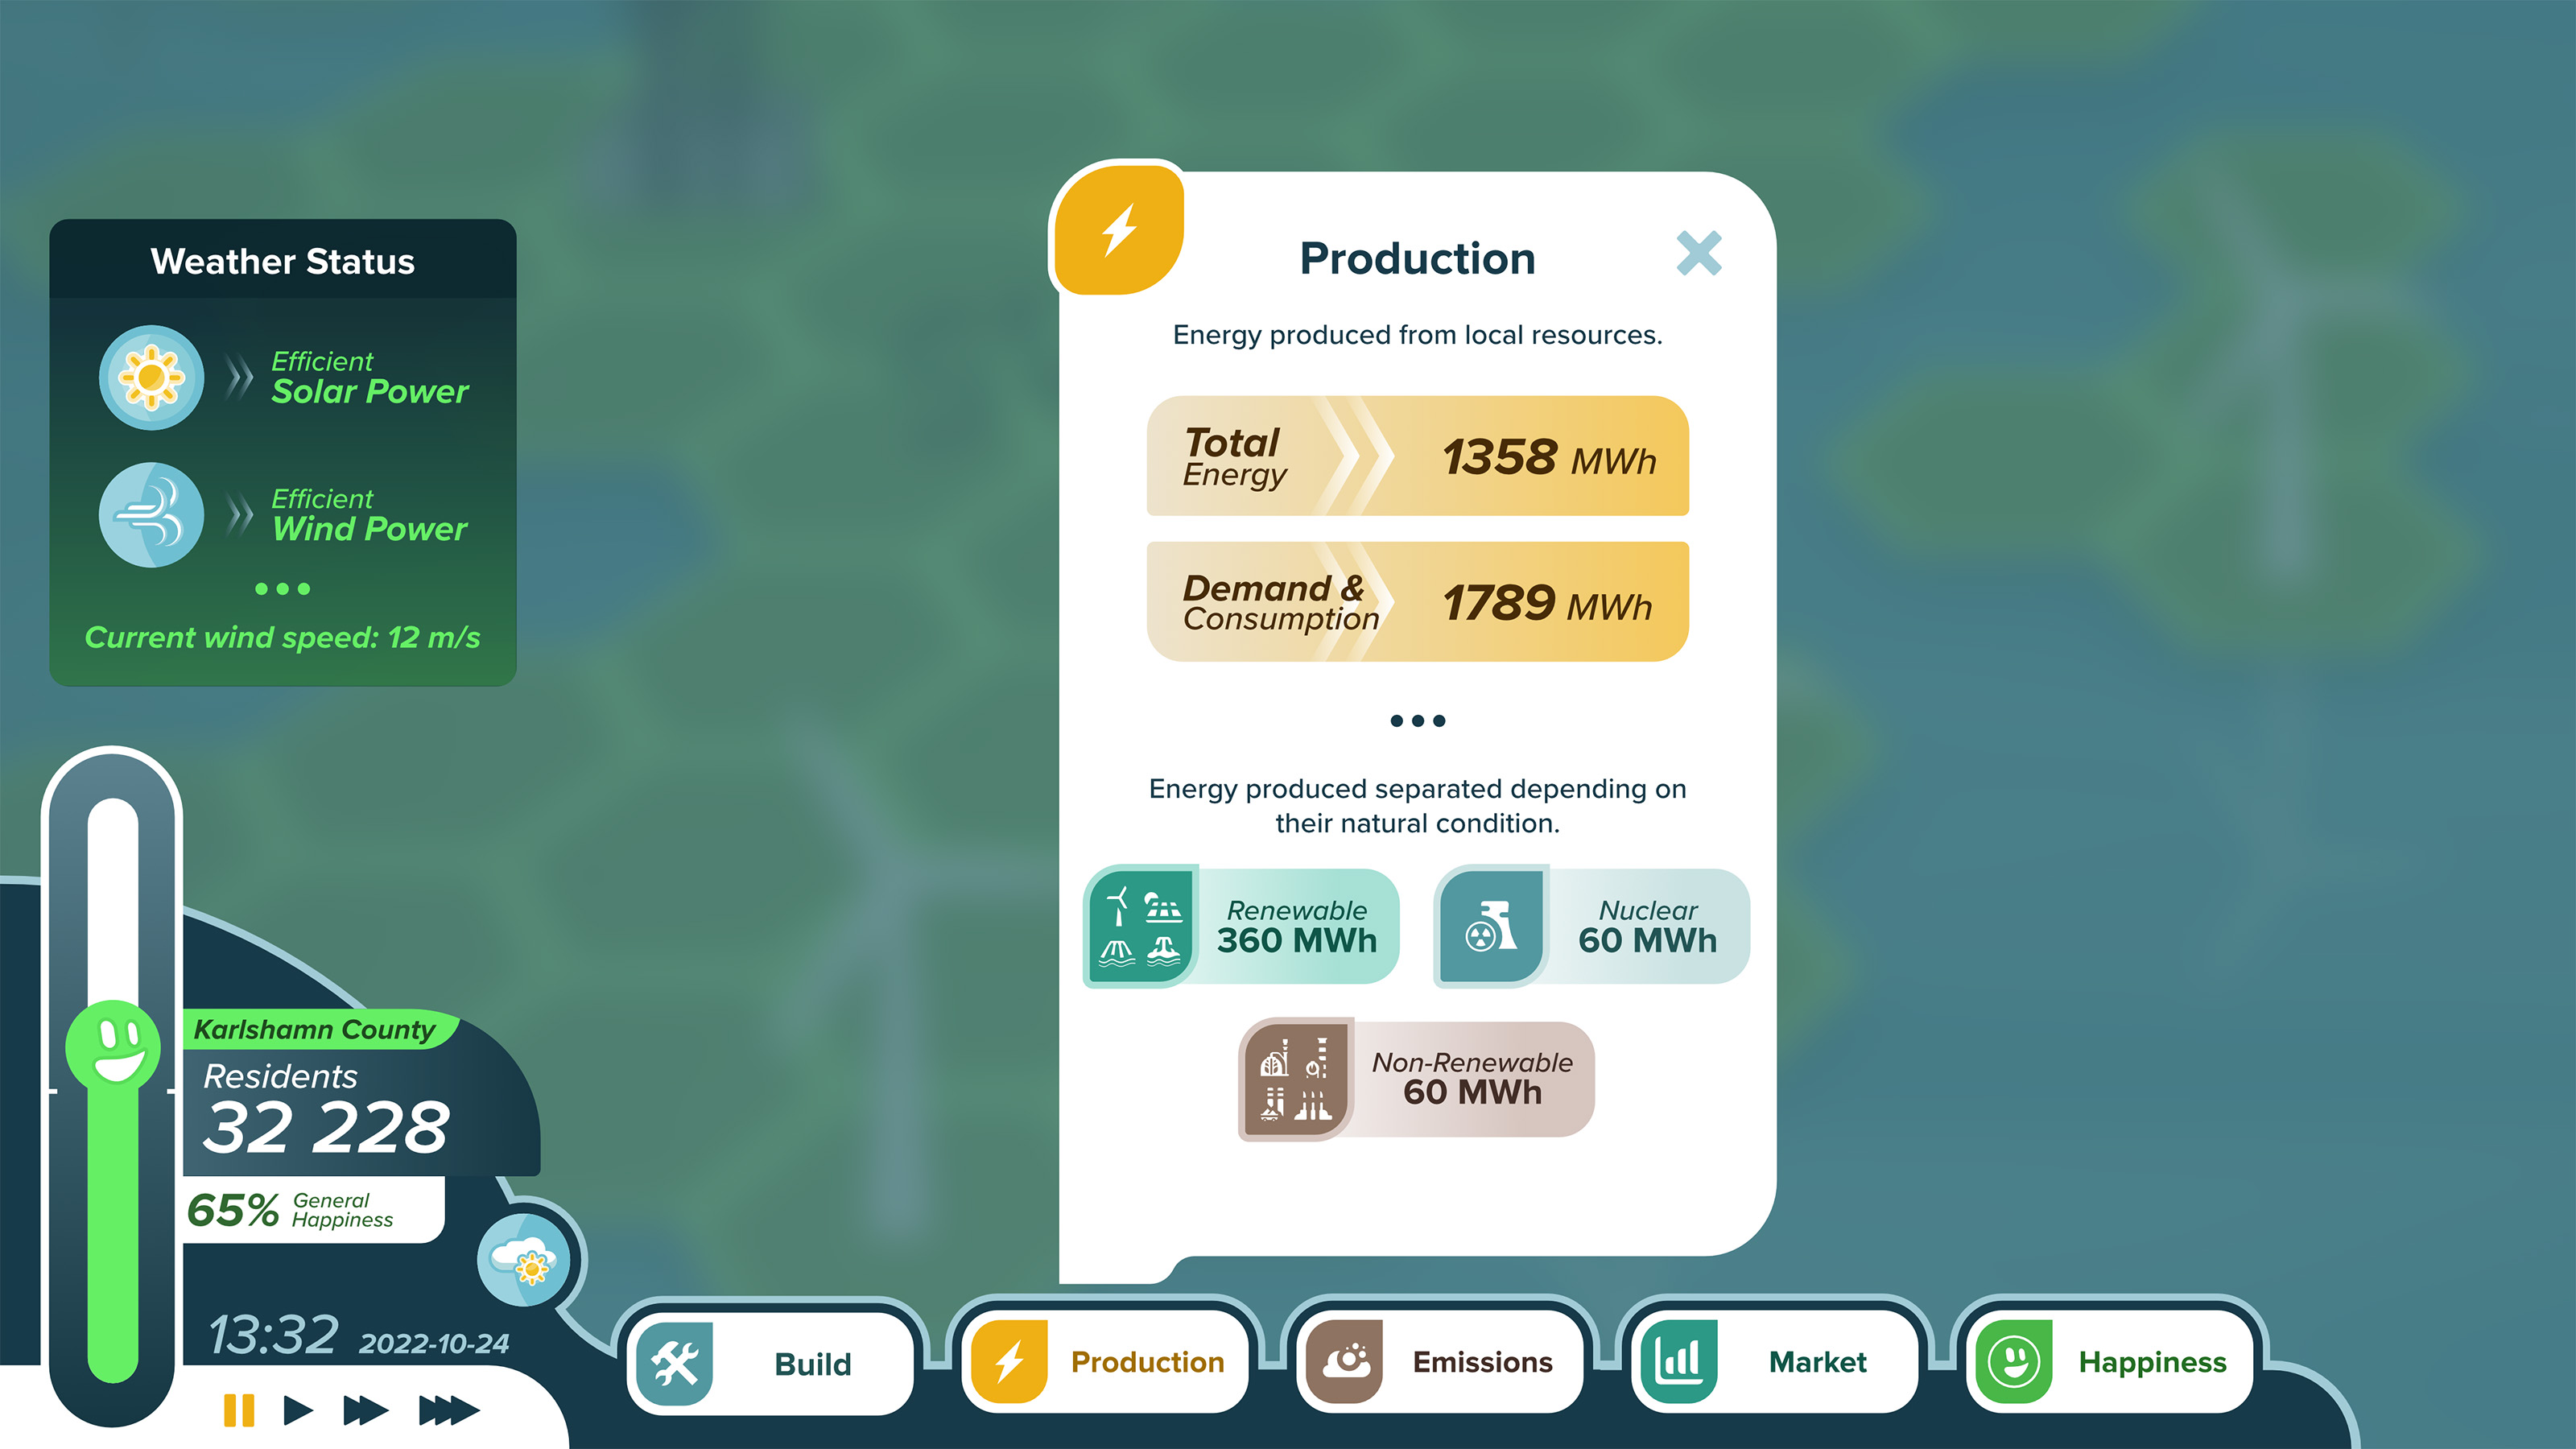 Weather Status
Efficient
Solar Power
Efficient
Wind Power
Current wind speed: 12 m/s
Production
Energy produced from local resources.
Total
Energy
1358 MWh
Demand &
Consumption
1789 MWh
Energy produced separated depending on
their natural condition.
Renewable
360 MWh
Nuclear
60 MWh
Non-Renewable
60 MWh
Karlshamn County
Residents
32 228
65% General
Happiness
13:32 2022-10-24
Build
Production
Emissions
Market
Happiness